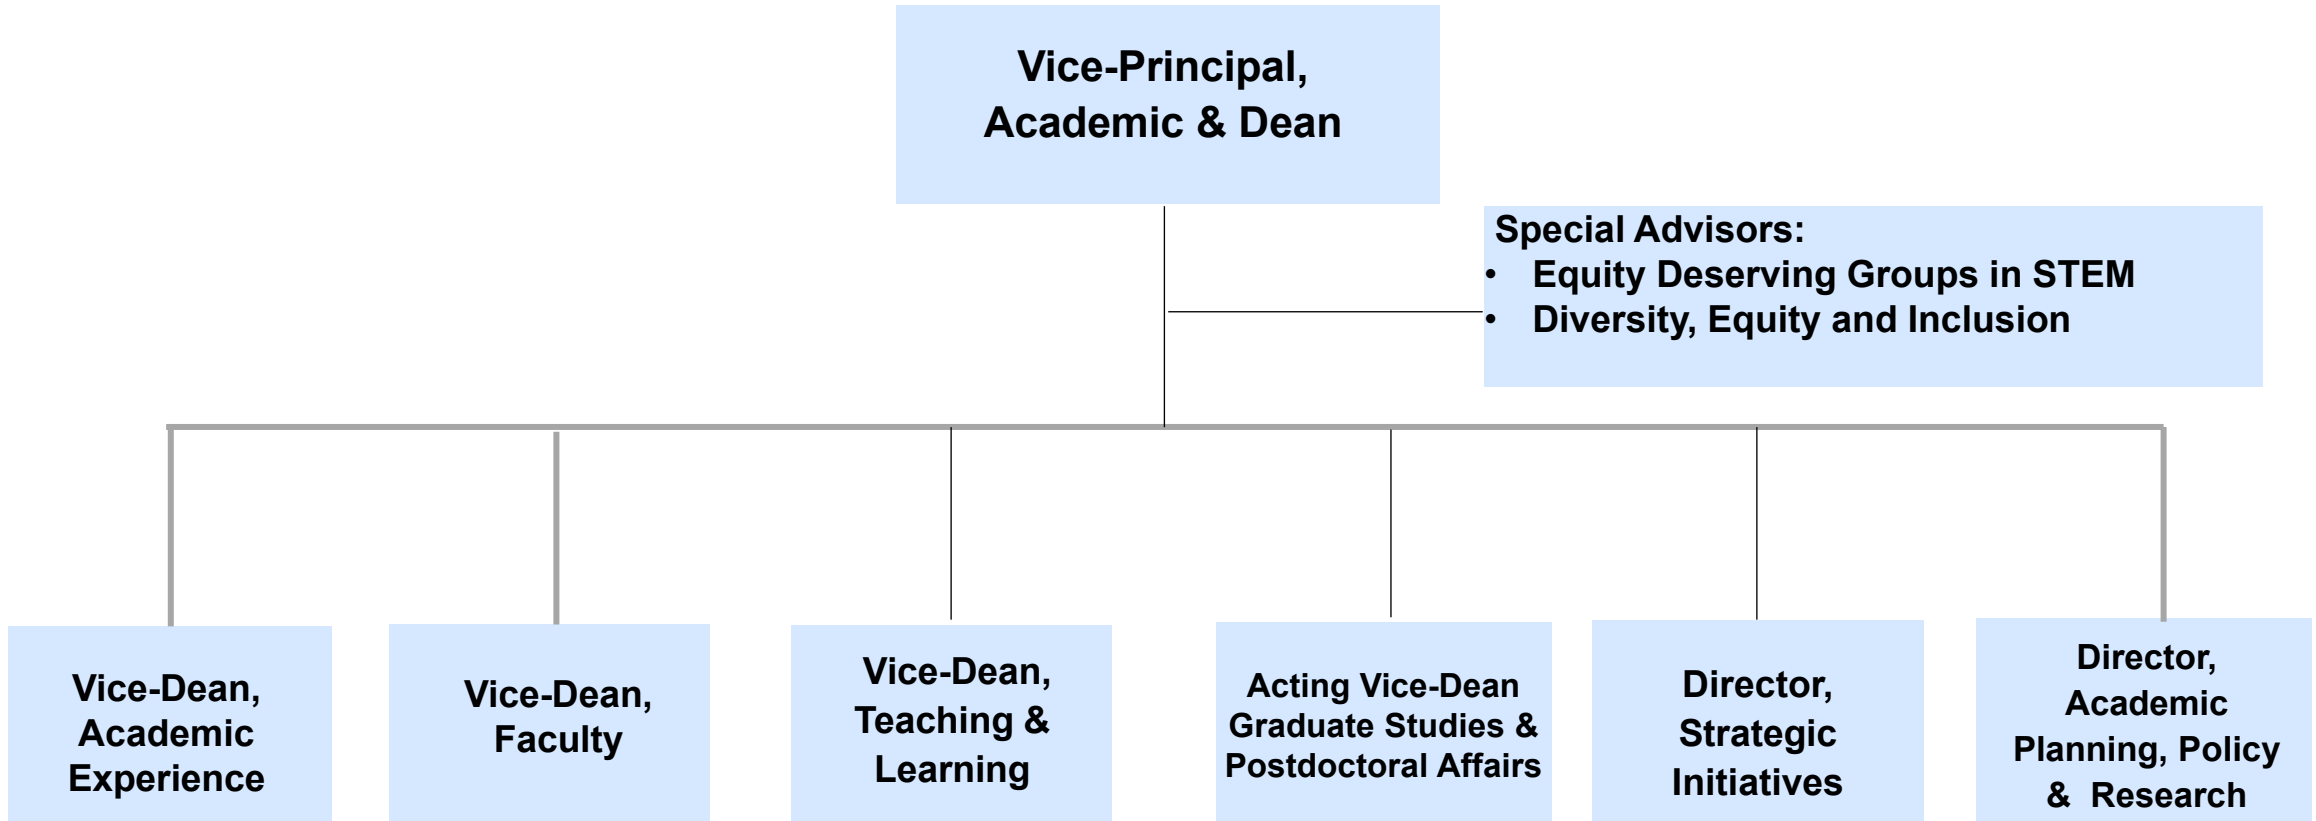 Vice-Principal,
Academic & Dean
Special Advisors:
• Equity Deserving Groups in STEM
• Diversity, Equity and Inclusion
Vice-Dean,
Academic
Experience
Vice-Dean,
Faculty
Vice-Dean,
Teaching &
Learning
Acting Vice-Dean
Graduate Studies &
Postdoctoral Affairs
Director,
Strategic
Initiatives
Director,
Academic
Planning, Policy
& Research